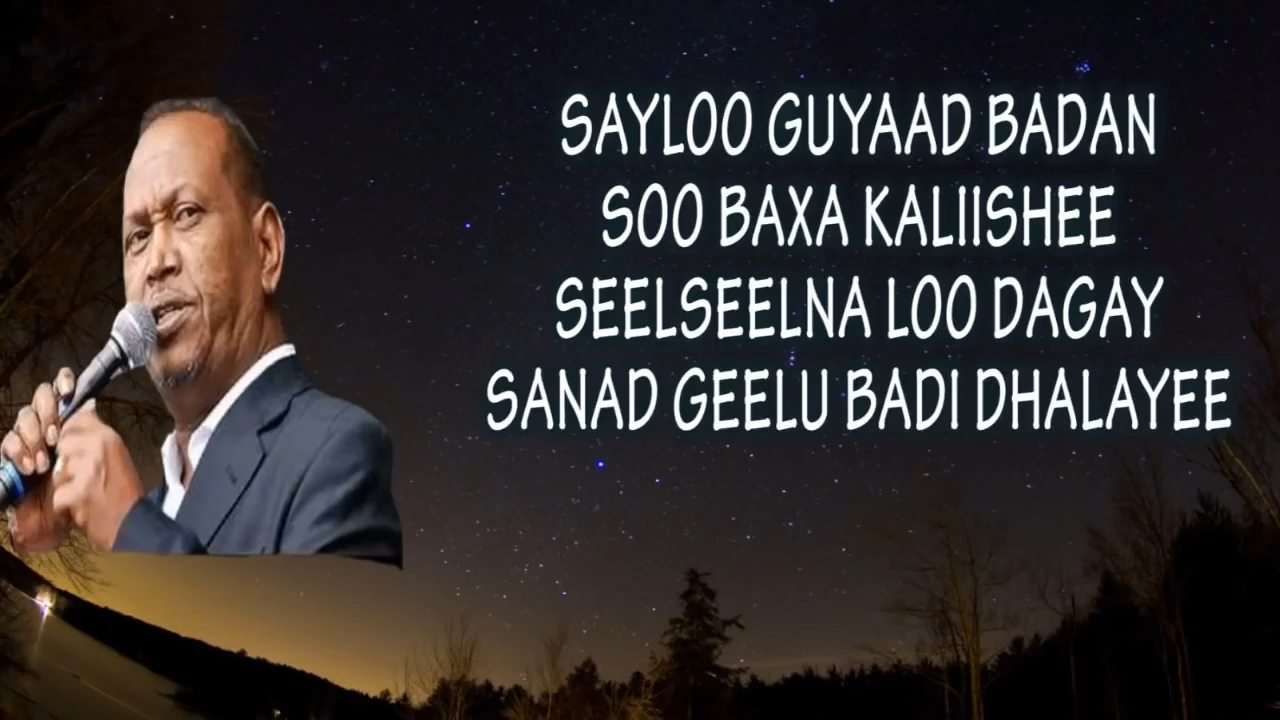 SAYLOO GUYAAD BADAN
SOO BAXA KALIISHEE
SEELSEELNA LOO DAGAY
SANAD GEELU BADI DHALAYEE